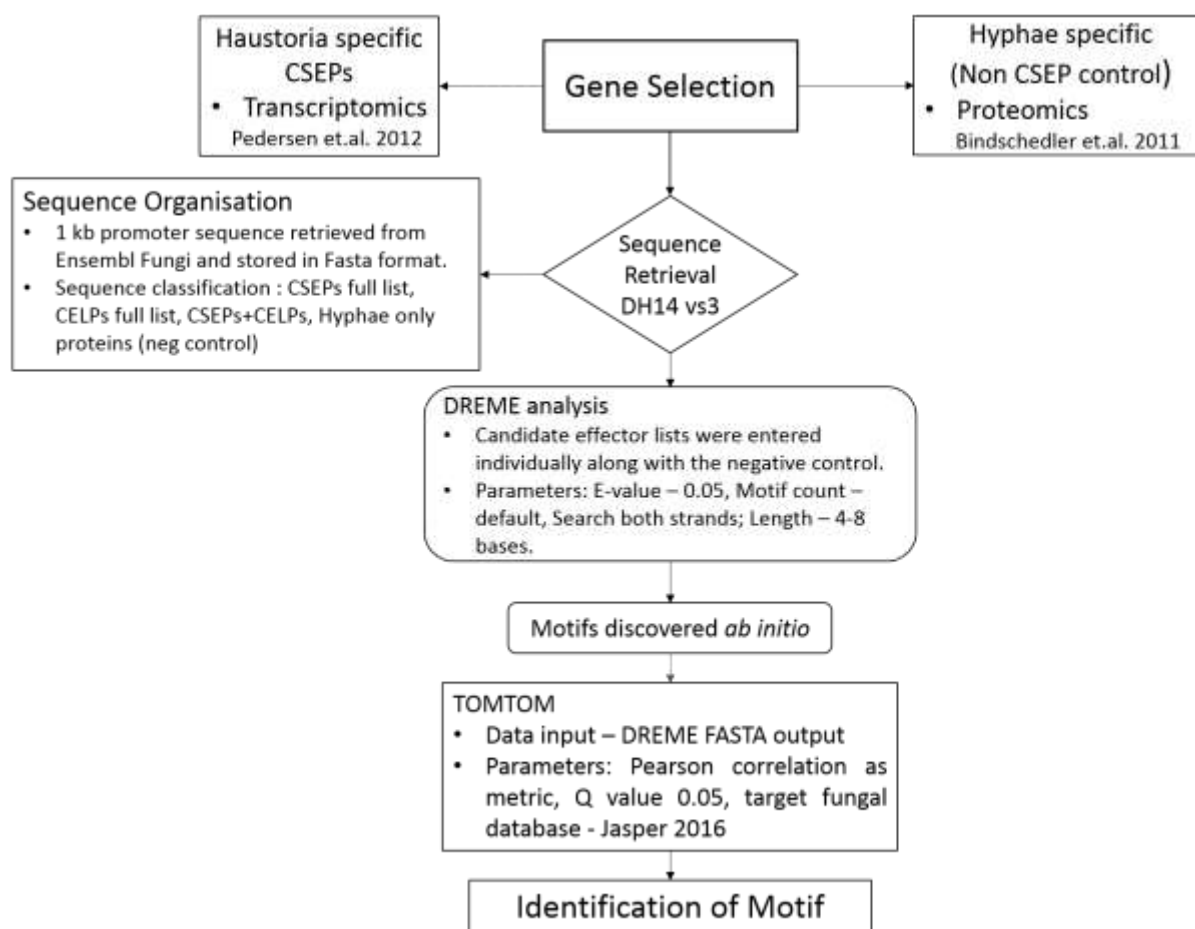 Haustoria specific
CSEPs
• Transcriptomics
Pedersen et.al. 2012
Gene Selection
Hyphae specific
(Non CSEP control)
• Proteomics
Bindschedler et.al. 2011
Sequence Organisation
• 1 kb promoter sequence retrieved from
Ensembl Fungi and stored in Fasta format.
• Sequence classification : CSEPs full list,
CELPs full list, CSEPs+CELPs, Hyphae only
proteins (neg control)
Sequence
Retrieval
DH14 vs3
DREME analysis
• Candidate effector lists were entered
individually along with the negative control.
• Parameters: E-value – 0.05, Motif count –
default, Search both strands; Length – 4-8
bases.
Motifs discovered ab initio
TOMTOM
• Data input – DREME FASTA output
• Parameters: Pearson correlation as
metric, Q value 0.05, target fungal
database - Jasper 2016
Identification of Motif